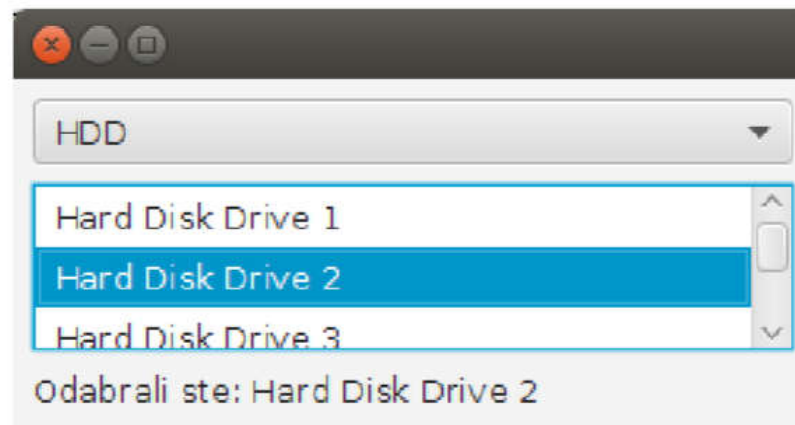 HDD
Hard Disk Drive 1
Hard Disk Drive 2
Hard Disk Drive 3
Odabrali ste: Hard Disk Drive 2